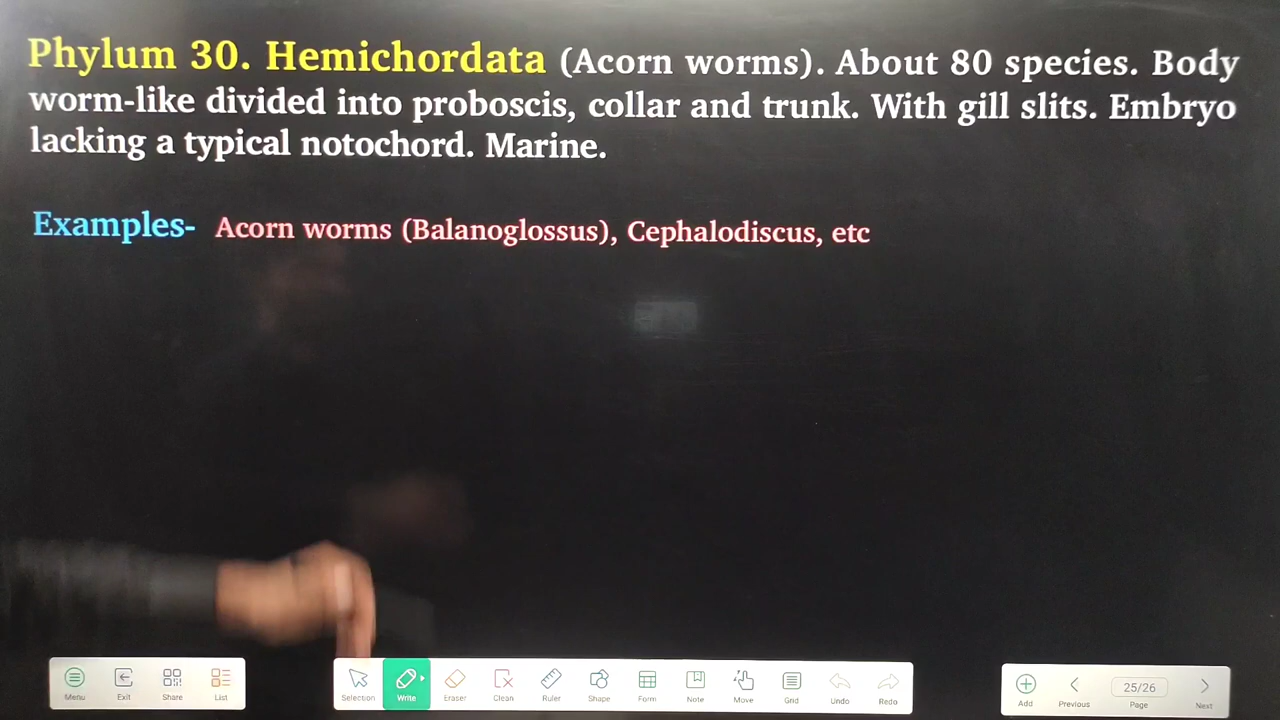 Phylum 30. Hemichordata (Acorn worms). About 80 species. Body
worm-like divided into proboscis, collar and trunk. With gill slits. Embryo
lacking a typical notochord. Marine.
Examples- Acorn worms (Balanoglossus), Cephalodiscus, etc
Menu Exit Share List Selection Write Eraser Clean Ruler Shape Form Note Move Grid Undo Redo Add Previous 25/26 Page Next